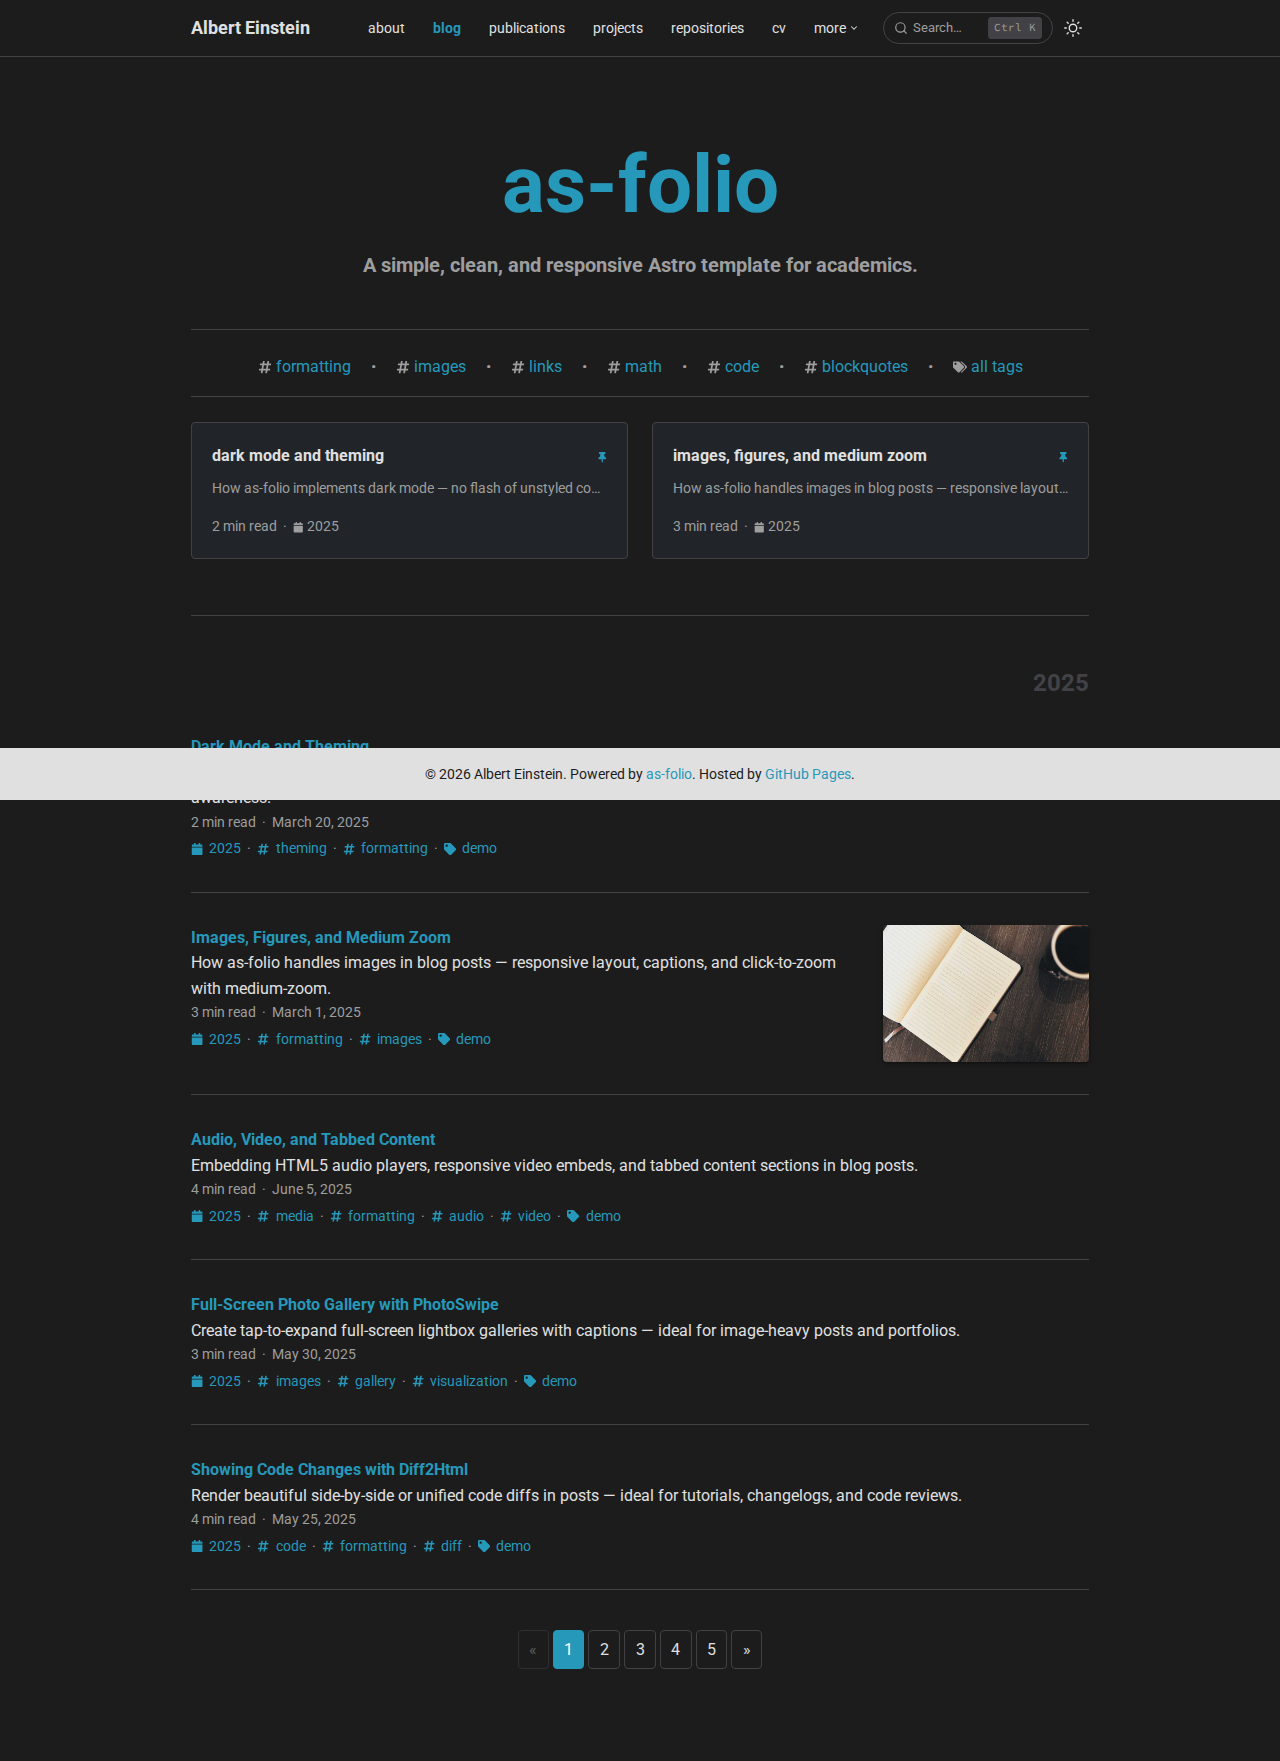 Albert Einstein about blog publications projects repositories cv more Search... Ctrl K
as-folio
A simple, clean, and responsive Astro template for academics.
# formatting • # images • # links • # math • # code • # blockquotes • all tags
dark mode and theming
How as-folio implements dark mode — no flash of unstyled co...
2 min read · 2025
images, figures, and medium zoom
How as-folio handles images in blog posts — responsive layout...
3 min read · 2025
2025
Dark Mode and Theming
© 2026 Albert Einstein. Powered by as-folio. Hosted by GitHub Pages.
awareness.
2 min read · March 20, 2025
2025 · # theming · # formatting · demo
Images, Figures, and Medium Zoom
How as-folio handles images in blog posts — responsive layout, captions, and click-to-zoom
with medium-zoom.
3 min read · March 1, 2025
2025 · # formatting · # images · demo
Audio, Video, and Tabbed Content
Embedding HTML5 audio players, responsive video embeds, and tabbed content sections in blog posts.
4 min read · June 5, 2025
2025 · # media · # formatting · # audio · # video · demo
Full-Screen Photo Gallery with PhotoSwipe
Create tap-to-expand full-screen lightbox galleries with captions — ideal for image-heavy posts and portfolios.
3 min read · May 30, 2025
2025 · # images · # gallery · # visualization · demo
Showing Code Changes with Diff2Html
Render beautiful side-by-side or unified code diffs in posts — ideal for tutorials, changelogs, and code reviews.
4 min read · May 25, 2025
2025 · # code · # formatting · # diff · demo
« 1 2 3 4 5 »